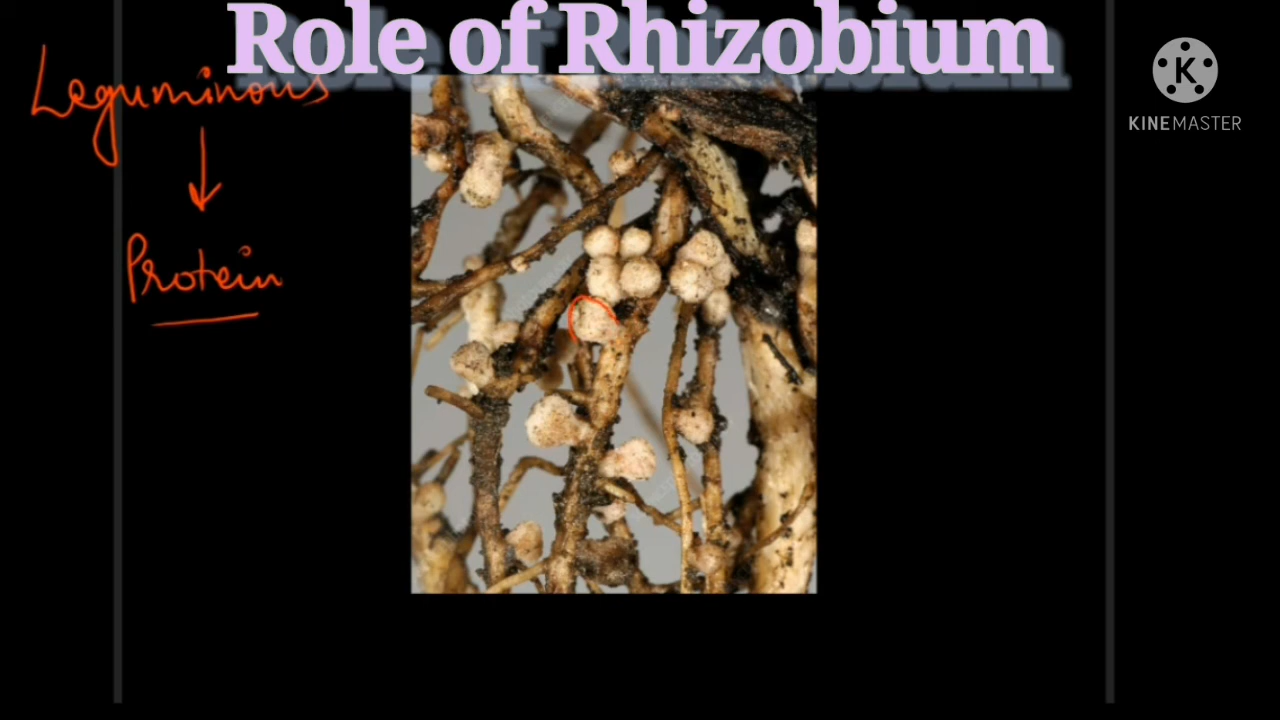 Role of Rhizobium
Leguminous
Protein
K
KINEMASTER